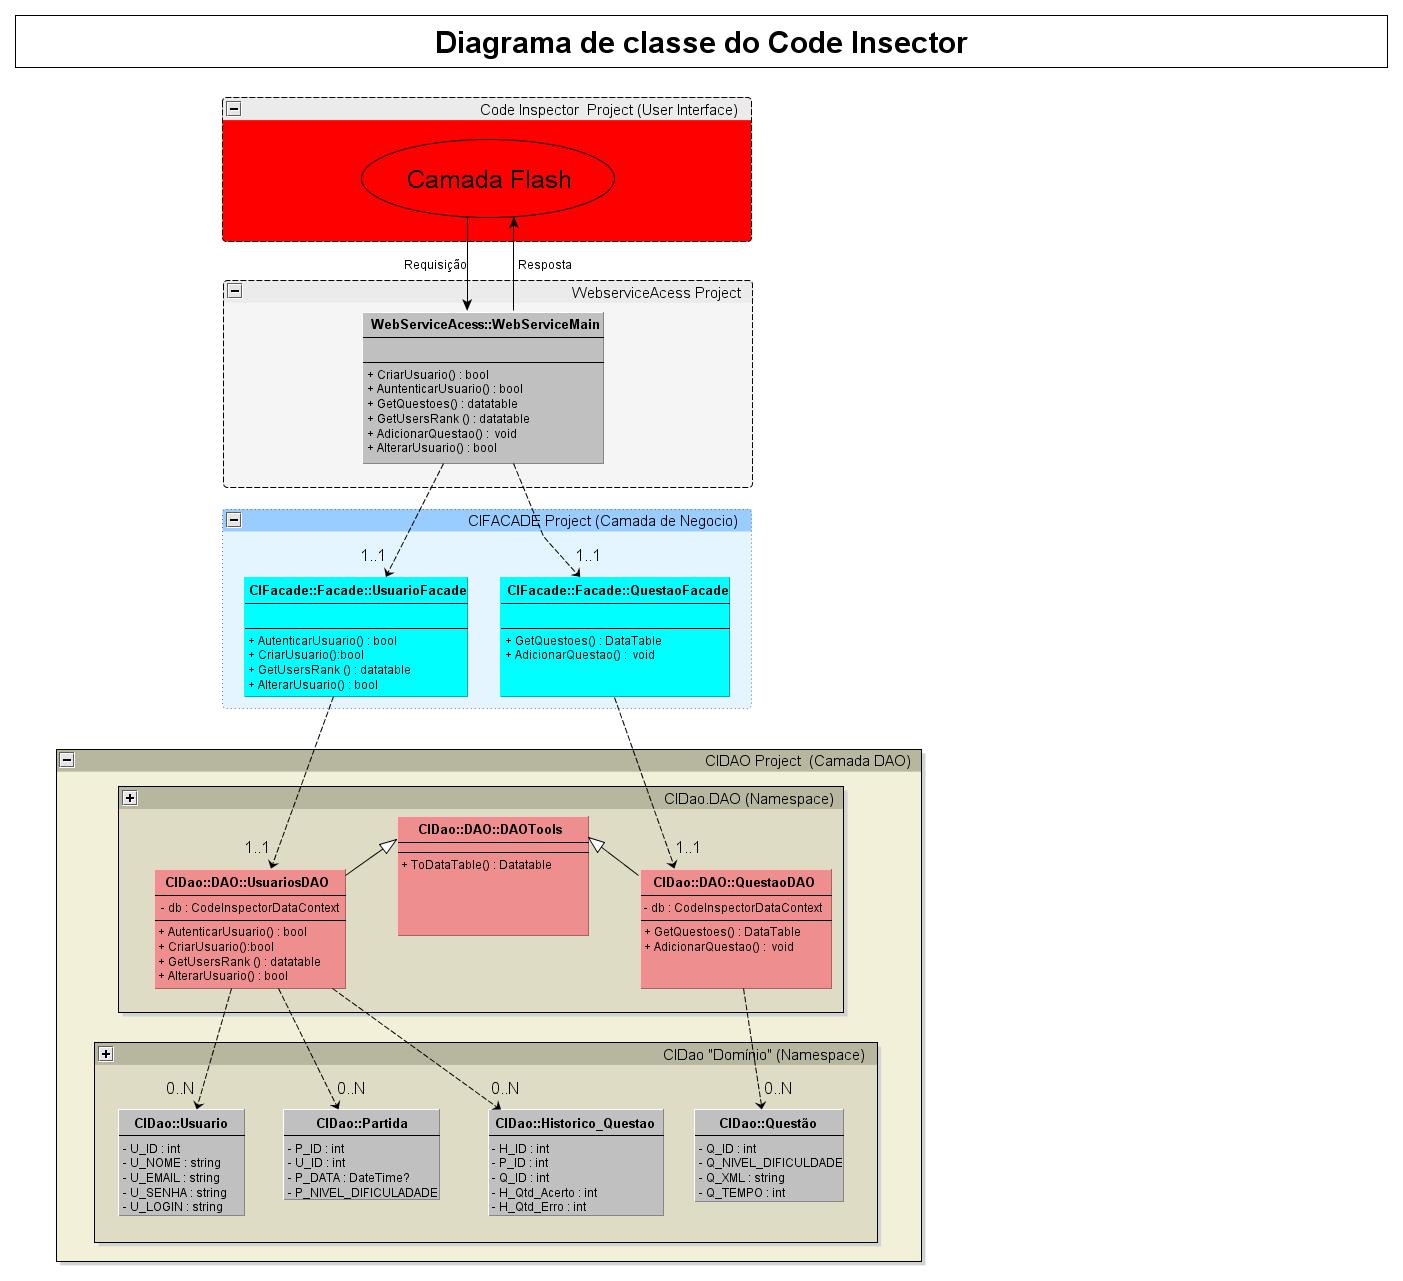 Diagrama de classe do Code Insector
Code Inspector  Project (User Interface)
Camada Flash
Requisição
Resposta
WebserviceAcess Project
WebServiceAcess::WebServiceMain
+ CriarUsuario() : bool
+ AuntenticarUsuario() : bool
+ GetQuestoes() : datatable
+ GetUsersRank () : datatable
+ AdicionarQuestao() :  void
+ AlterarUsuario() : bool
CIFACADE Project (Camada de Negocio)
1..1
1..1
CIFacade::Facade::UsuarioFacade
+ AutenticarUsuario() : bool
+ CriarUsuario():bool
+ GetUsersRank () : datatable
+ AlterarUsuario() : bool
CIFacade::Facade::QuestaoFacade
+ GetQuestoes() : DataTable
+ AdicionarQuestao() :  void
CIDAO Project  (Camada DAO)
CIDao.DAO (Namespace)
CIDao::DAO::DAOTools
+ ToDataTable() : Datatable
1..1
1..1
CIDao::DAO::UsuariosDAO
- db : CodeInspectorDataContext
+ AutenticarUsuario() : bool
+ CriarUsuario():bool
+ GetUsersRank () : datatable
+ AlterarUsuario() : bool
CIDao::DAO::QuestaoDAO
- db : CodeInspectorDataContext
+ GetQuestoes() : DataTable
+ AdicionarQuestao() :  void
CIDao "Domínio" (Namespace)
0..N
0..N
0..N
0..N
CIDao::Usuario
- U_ID : int
- U_NOME : string
- U_EMAIL : string
- U_SENHA : string
- U_LOGIN : string
CIDao::Partida
- P_ID : int
- U_ID : int
- P_DATA : DateTime?
- P_NIVEL_DIFICULADADE
CIDao::Historico_Questao
- H_ID : int
- P_ID : int
- Q_ID : int
- H_Qtd_Acerto : int
- H_Qtd_Erro : int
CIDao::Questão
- Q_ID : int
- Q_NIVEL_DIFICULDADE
- Q_XML : string
- Q_TEMPO : int